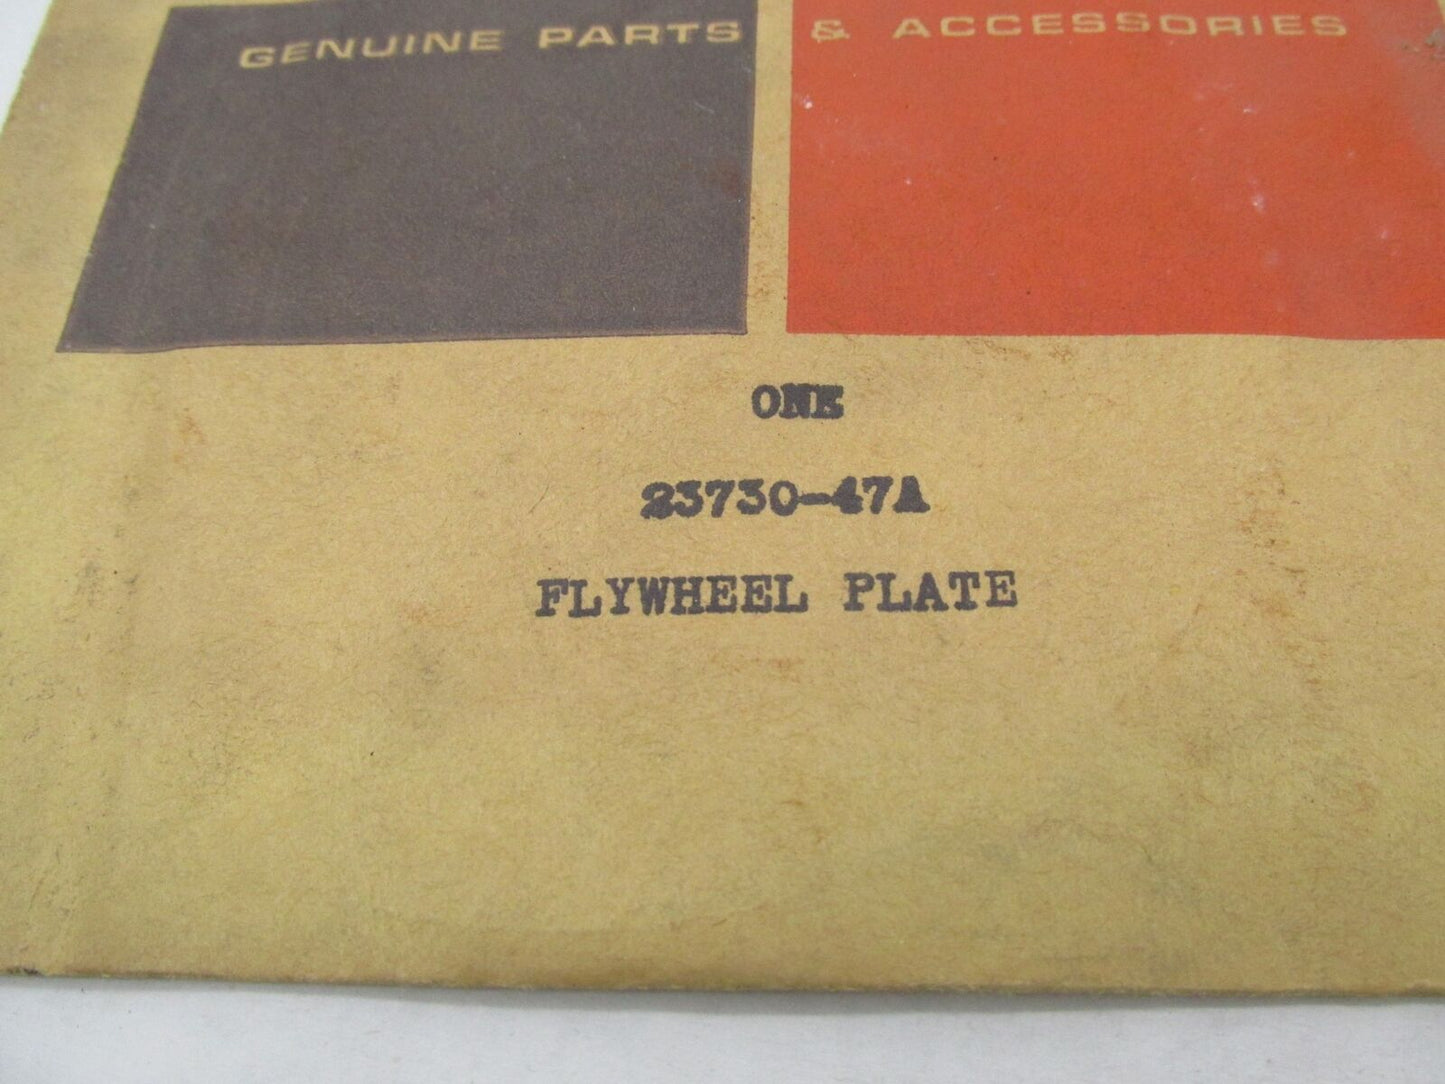 GENUINE PARTS & ACCESSORIES
ONE
23730-47A
FLYWHEEL PLATE